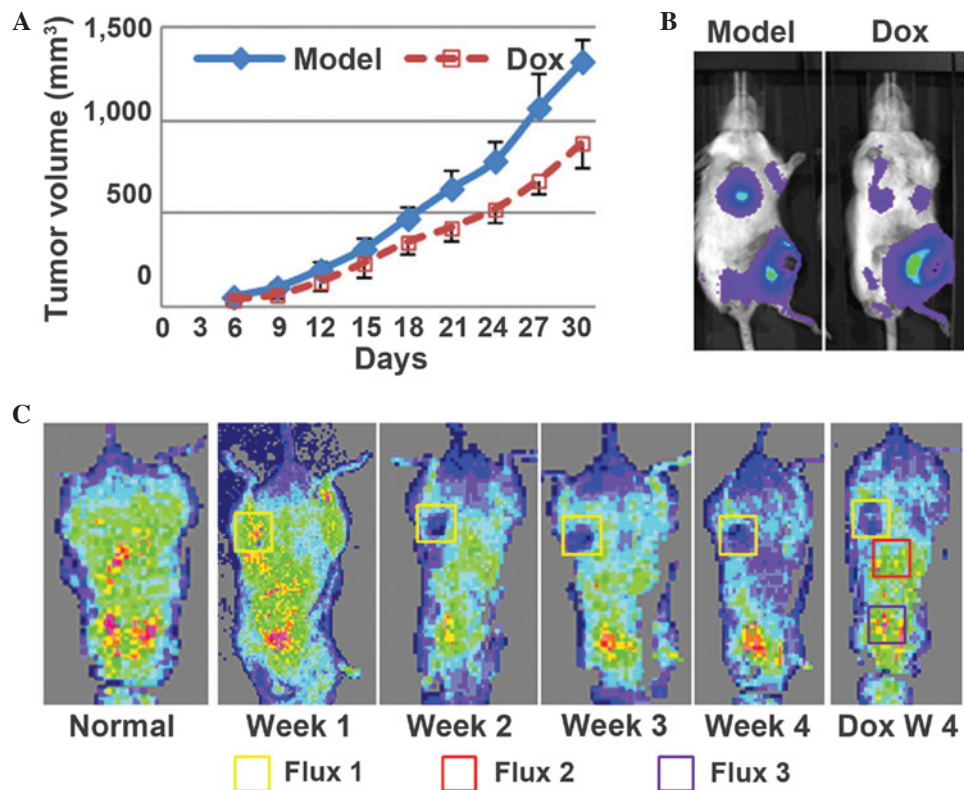 A
1,500
1,000
500
0
Tumor volume (mm³)
Model
Dox
0 3 6 9 12 15 18 21 24 27 30
Days
B
Model Dox
C
Normal
Week 1
Week 2
Week 3
Week 4
Dox W 4
Flux 1
Flux 2
Flux 3